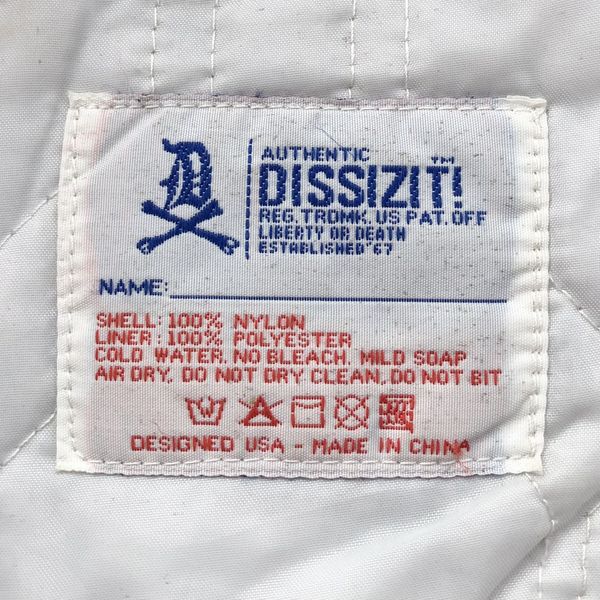 D
AUTHENTIC
DISSIZIT!™
REG.TRDMK.US PAT.OFF
LIBERTY OR DEATH
ESTABLISHED'67
NAME:
SHELL: 100% NYLON
LINER: 100% POLYESTER
COLD WATER. NO BLEACH. MILD SOAP
AIR DRY. DO NOT DRY CLEAN. DO NOT BIT
DESIGNED USA - MADE IN CHINA